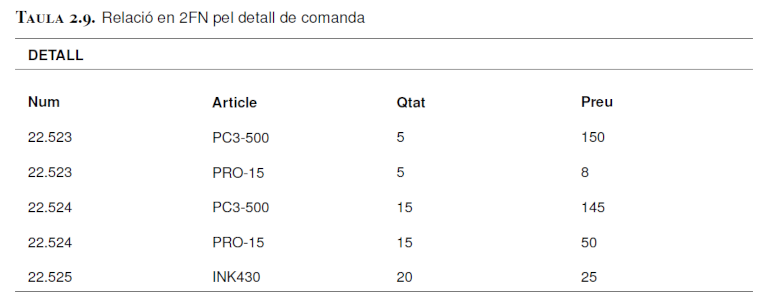 TAULA 2.9. Relació en 2FN pel detall de comanda
DETALL
Num Article Qtat Preu
22.523 PC3-500 5 150
22.523 PRO-15 5 8
22.524 PC3-500 15 145
22.524 PRO-15 15 50
22.525 INK430 20 25